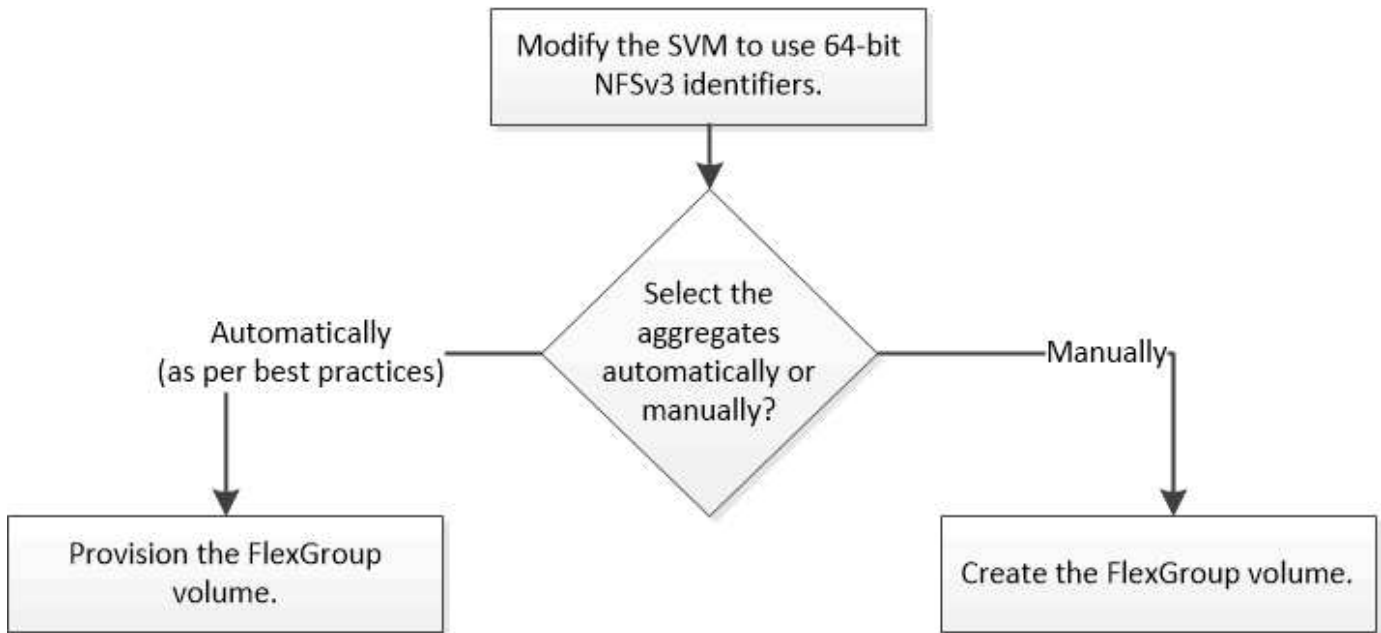 Modify the SVM to use 64-bit
NFSv3 identifiers.
Select the
aggregates
automatically or
manually?
Automatically
(as per best practices)
Manually
Provision the FlexGroup
volume.
Create the FlexGroup volume.